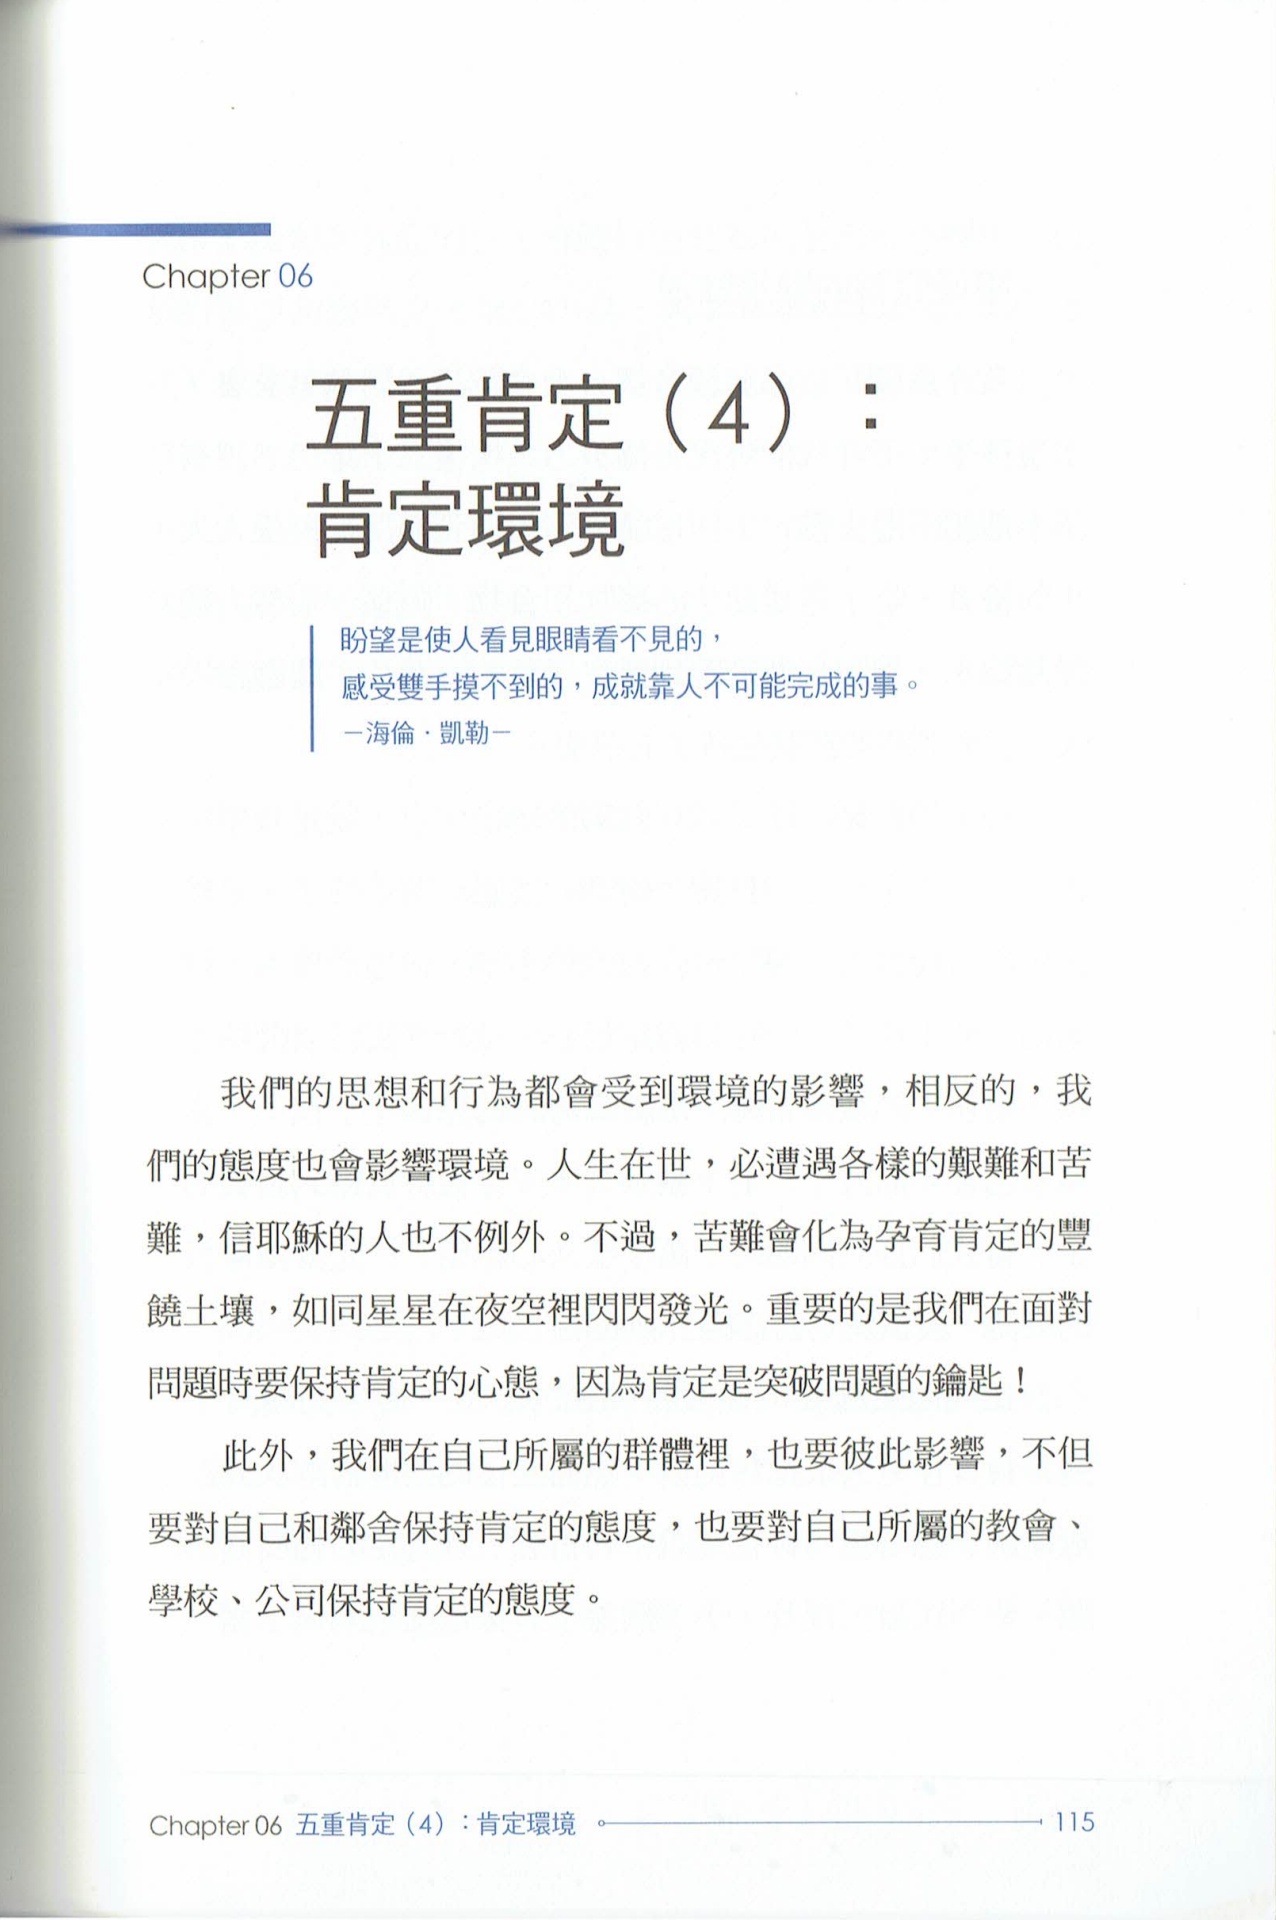 Chapter 06
五重肯定（4）：
肯定環境
盼望是使人看見眼睛看不見的，
感受雙手摸不到的，成就靠人不可能完成的事。
－海倫・凱勒－
我們的思想和行為都會受到環境的影響，相反的，我
們的態度也會影響環境。人生在世，必遭遇各樣的艱難和苦
難，信耶穌的人也不例外。不過，苦難會化為孕育肯定的豐
饒土壤，如同星星在夜空裡閃閃發光。重要的是我們在面對
問題時要保持肯定的心態，因為肯定是突破問題的鑰匙！
此外，我們在自己所屬的群體裡，也要彼此影響，不但
要對自己和鄰舍保持肯定的態度，也要對自己所屬的教會、
學校、公司保持肯定的態度。
Chapter 06 五重肯定（4）：肯定環境 115